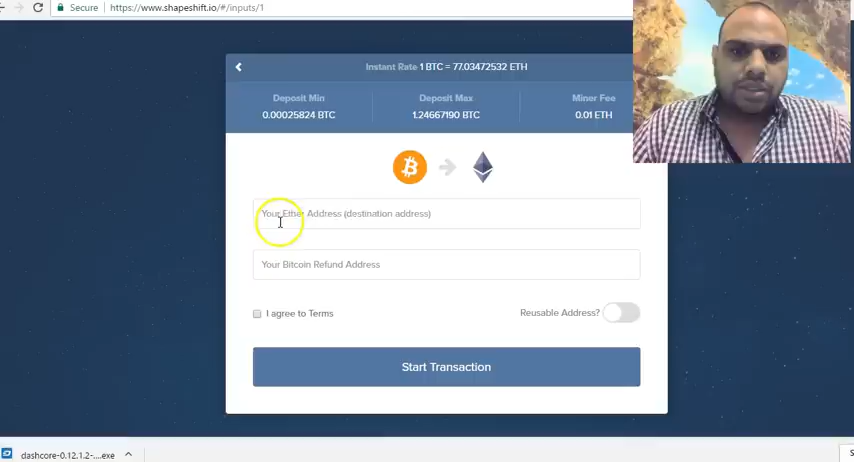 Secure https://www.shapeshift.io/#/inputs/1
Instant Rate 1 BTC = 77.03472532 ETH
Deposit Min
0.00025824 BTC
Deposit Max
1.24667190 BTC
Minor Fee
0.01 ETH
Your Ether Address (destination address)
Your Bitcoin Refund Address
I agree to Terms
Reusable Address?
Start Transaction
dashcore-0.12.1.2-....exe
S